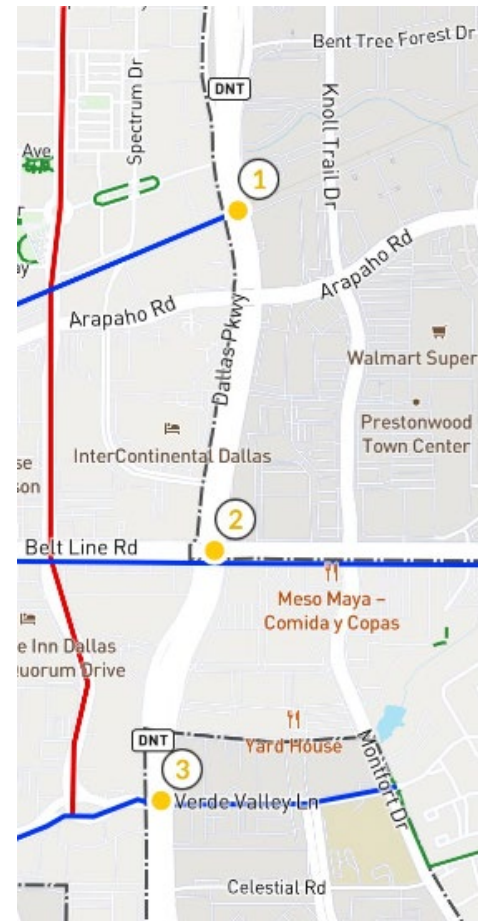 Bent Tree Forest Dr
DNT
Spectrum Dr
Knoll Trail Dr
Ave
1
Arapaho Rd
Arapaho Rd
Dallas Pkwy
Walmart Super
Prestonwood
Town Center
InterContinental Dallas
se
son
2
Belt Line Rd
Meso Maya –
Comida y Copas
e Inn Dallas
uorum Drive
Yard House
DNT
Montfort Dr
3
Verde Valley Ln
Celestial Rd